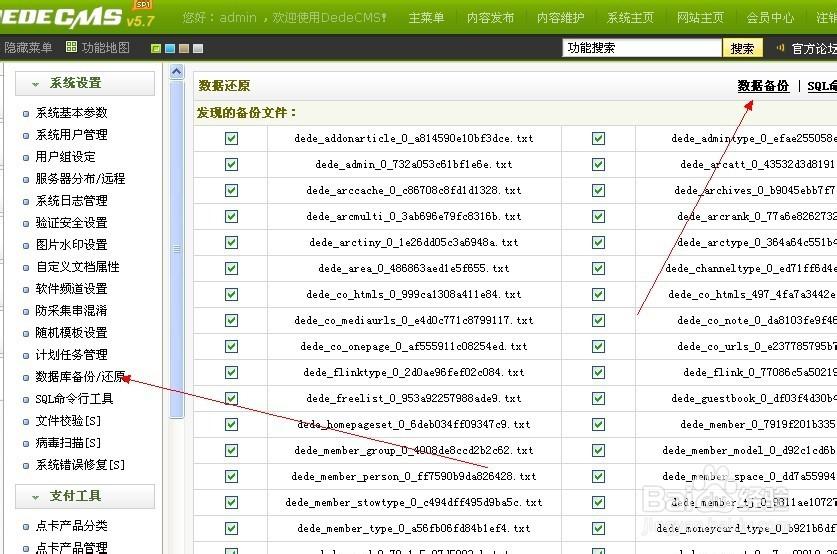 DEDECMS v5.7 SP1 您好：admin ，欢迎使用DedeCMS！ 主菜单 内容发布 内容维护 系统主页 网站主页 会员中心 注销
隐藏菜单 功能地图 功能搜索 搜索 官方论坛
系统设置
系统基本参数
系统用户管理
用户组设定
服务器分布/远程
系统日志管理
验证安全设置
图片水印设置
自定义文档属性
软件频道设置
防采集串混淆
随机模板设置
计划任务管理
数据库备份/还原
SQL命令行工具
文件校验[S]
病毒扫描[S]
系统错误修复[S]
支付工具
点卡产品分类
点卡产品管理
数据还原 数据备份 | SQL命
发现的备份文件：
dede_addonarticle_0_a814590e10bf3dce.txt dede_admintype_0_efae255058e
dede_admin_0_732a053c61bf1e6e.txt dede_arcatt_0_43532d3d8191
dede_arccache_0_c86708c8fd1d1328.txt dede_archives_0_b9045ebb7f7
dede_arcmulti_0_3ab696e79fc8316b.txt dede_arcrank_0_77a6e8262732
dede_arctiny_0_1e26dd05c3a6948a.txt dede_arctype_0_364a64c551b4
dede_area_0_486863aed1e5f655.txt dede_channeltype_0_ed71ff6d4e
dede_co_htmls_0_999ca1308a411e84.txt dede_co_htmls_497_4fa7a3442e
dede_co_mediaurls_0_e4d0c771c8799117.txt dede_co_note_0_da8103fe9f46
dede_co_onepage_0_af555911c08254ed.txt dede_co_urls_0_e237785795b7
dede_flinktype_0_2d0ae96fef02c084.txt dede_flink_0_77086c5a50219
dede_freelist_0_953a92257988ade9.txt dede_guestbook_0_df03f4d30b4
dede_homepageset_0_6deb034ff09347c9.txt dede_member_0_7919f201b335
dede_member_group_0_4008de8ccd2b2c62.txt dede_member_model_0_d92c1cd6b
dede_member_person_0_ff7590b9da826428.txt dede_member_space_0_dd7a55994
dede_member_stowtype_0_c494dff495d9ba5c.txt dede_member_tj_0_9811ae10727
dede_member_type_0_a56fb06fd84b1ef4.txt dede_moneycard_type_0_b921b6df
Baidu 经验